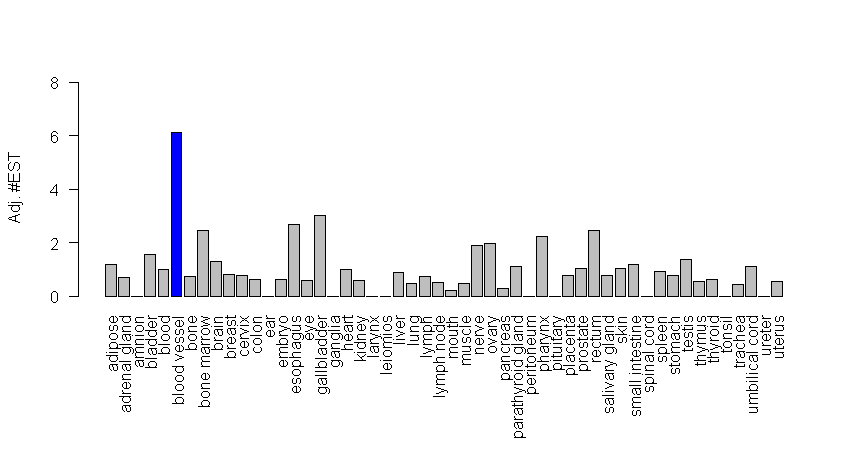 8
6
4
2
0
Adj. #EST
adipose
adrenal gland
amnion
bladder
blood
blood vessel
bone
bone marrow
brain
breast
cervix
colon
ear
embryo
esophagus
eye
gallbladder
ganglia
heart
kidney
larynx
leiomios
liver
lung
lymph
lymph node
mouth
muscle
nerve
ovary
pancreas
parathyroid gland
peritoneum
pharynx
pituitary
placenta
prostate
rectum
salivary gland
skin
small intestine
spinal cord
spleen
stomach
testis
thymus
thyroid
tonsil
trachea
umbilical cord
ureter
uterus